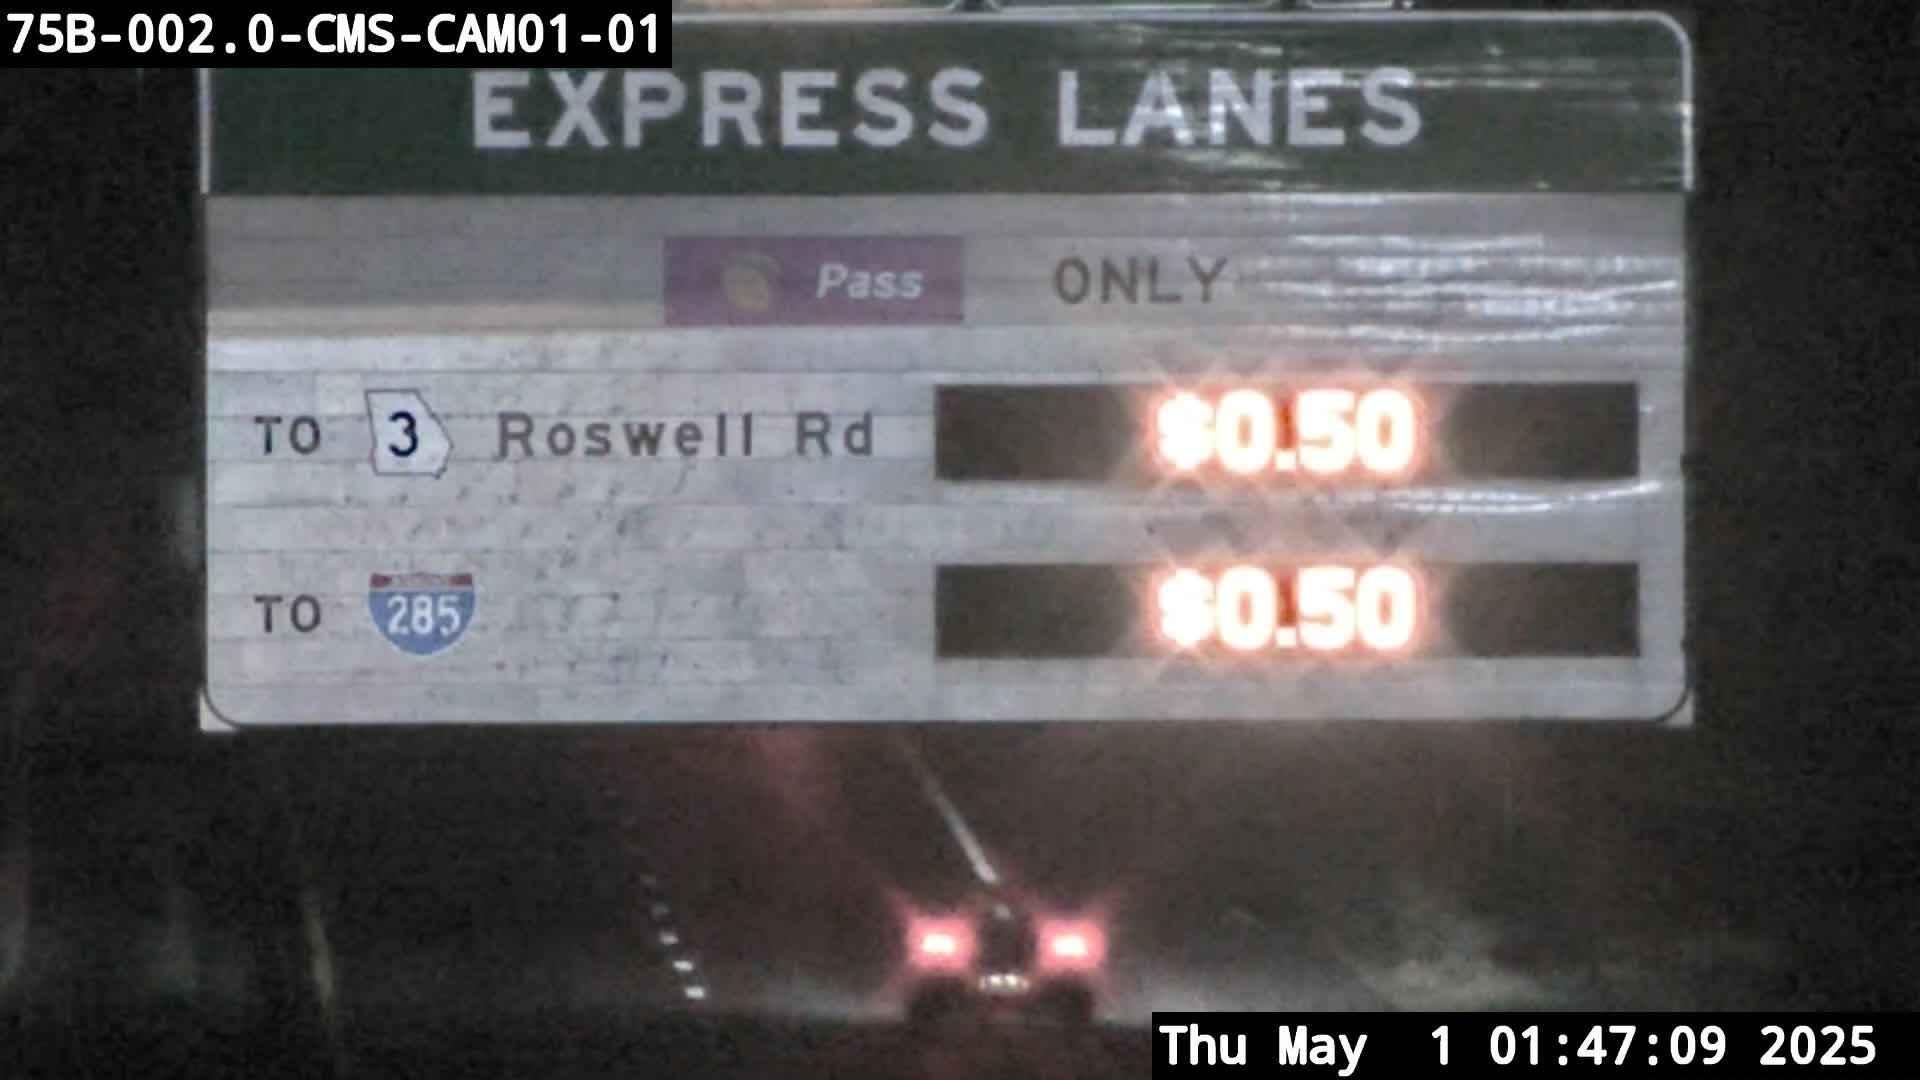 75B-002.0-CMS-CAM01-01
EXPRESS LANES
Pass ONLY
TO 3 Roswell Rd $0.50
TO 285 $0.50
Thu May 1 01:47:09 2025